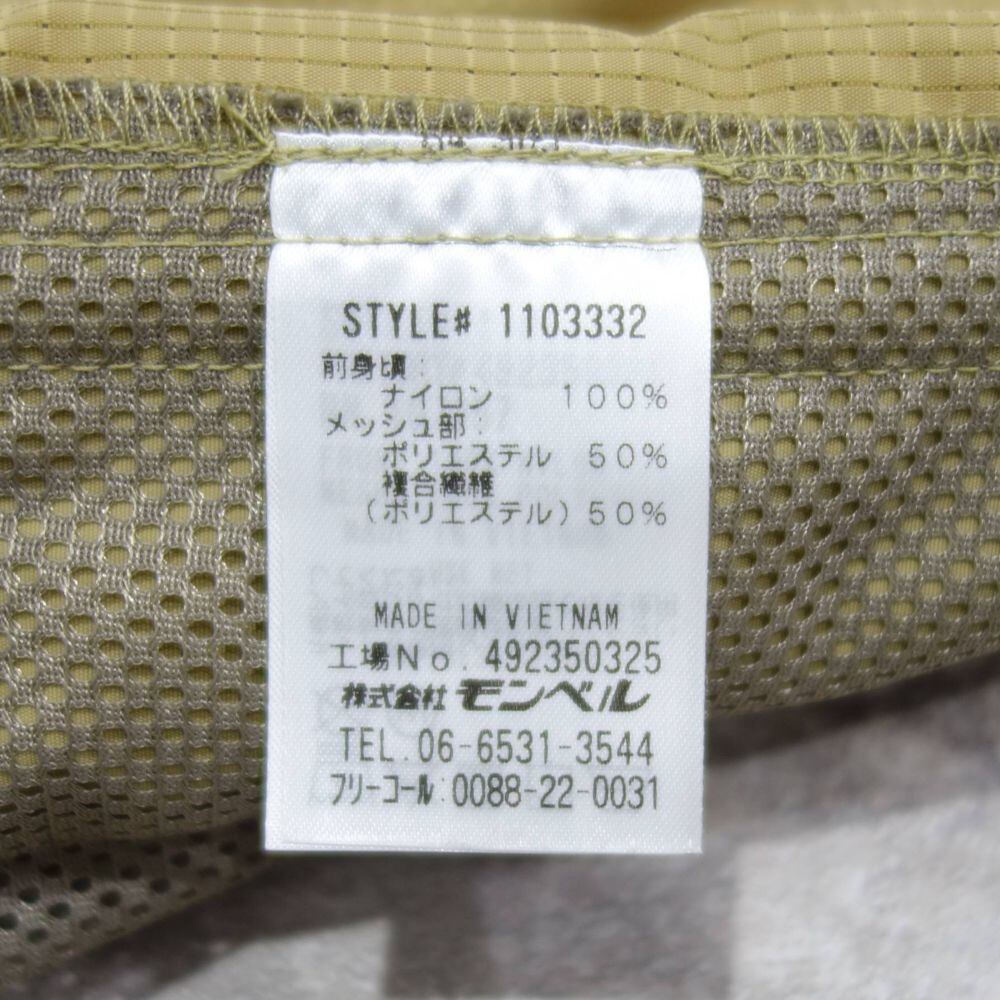 STYLE# 1103332
前身頃:
ナイロン 100%
メッシュ部:
ポリエステル 50%
複合繊維
(ポリエステル) 50%
MADE IN VIETNAM
工場No. 492350325
株式会社 モンベル
TEL. 06-6531-3544
フリーコール:0088-22-0031